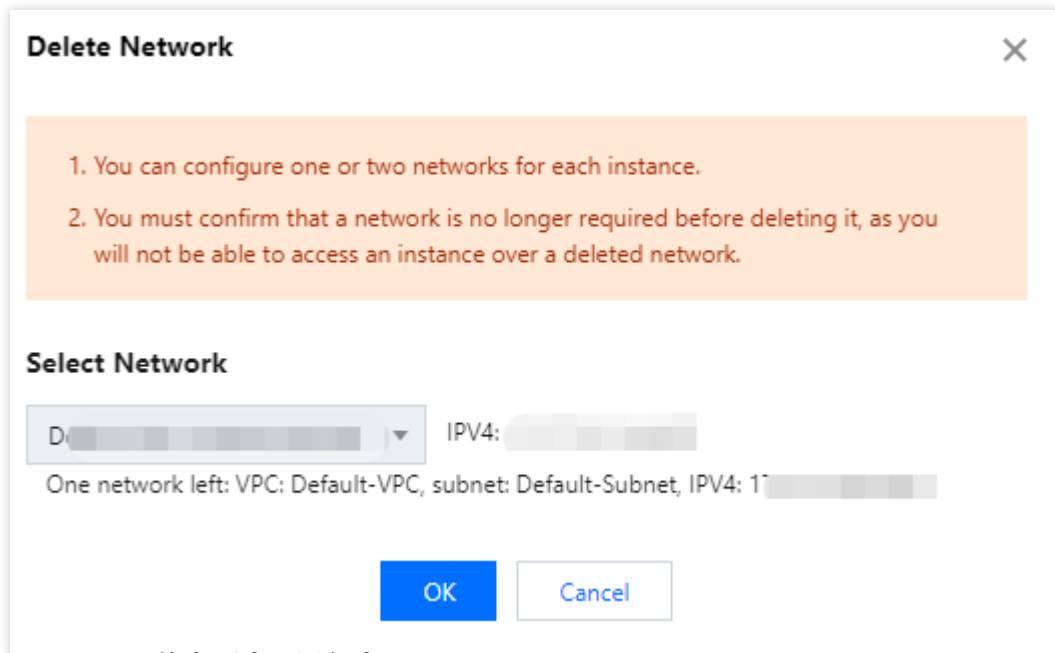 Delete Network
1. You can configure one or two networks for each instance.
2. You must confirm that a network is no longer required before deleting it, as you
will not be able to access an instance over a deleted network.
Select Network
IPV4:
One network left: VPC: Default-VPC, subnet: Default-Subnet, IPV4:
OK
Cancel